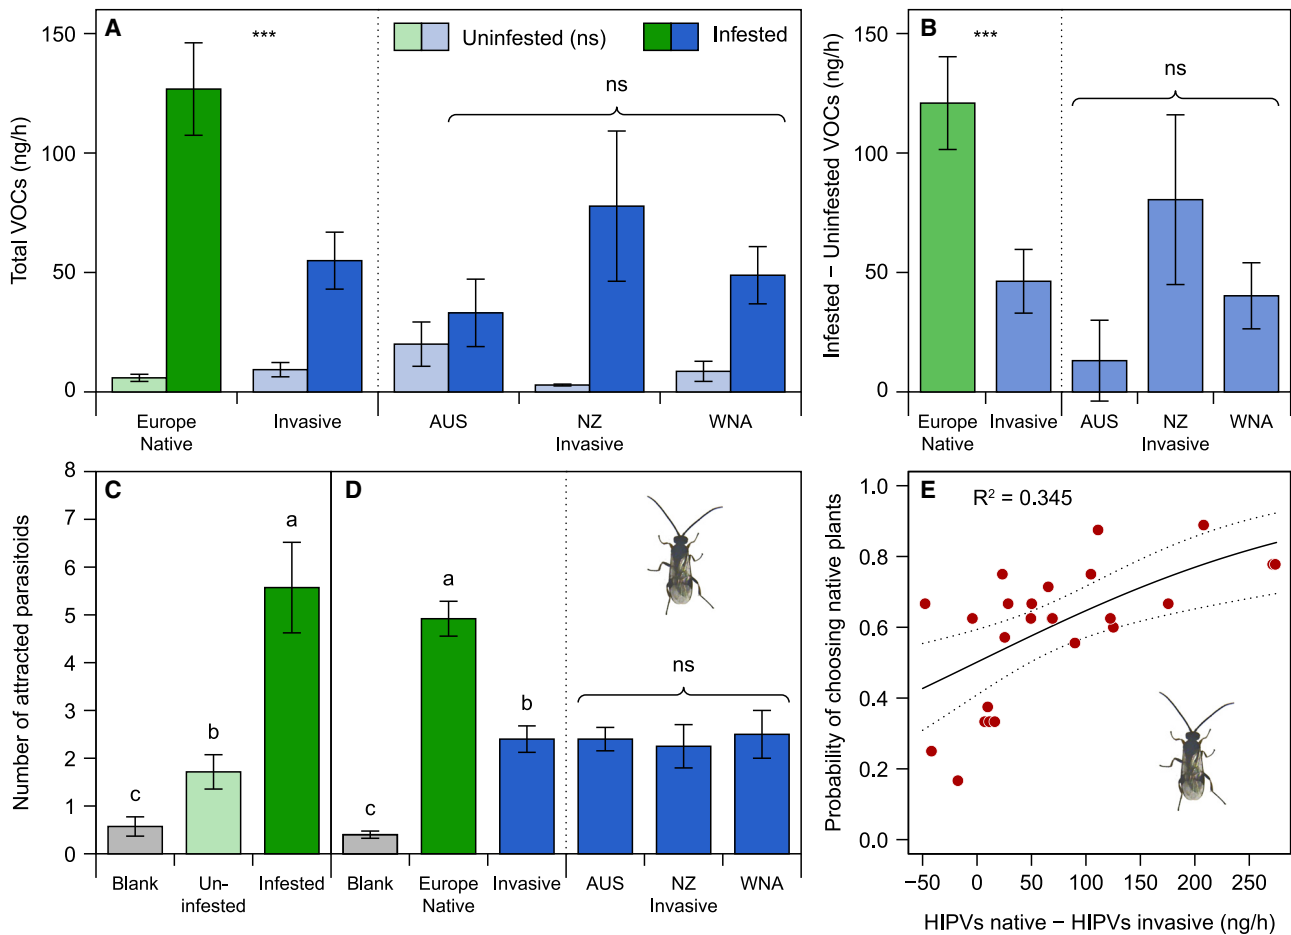 A
***
Uninfested (ns)
Infested
ns
Total VOCs (ng/h)
150
100
50
0
Europe
Native
Invasive
AUS
NZ
WNA
Invasive
B
***
ns
Infested – Uninfested VOCs (ng/h)
150
100
50
0
Europe
Native
Invasive
AUS
NZ
WNA
Invasive
C
Number of attracted parasitoids
8
7
6
5
4
3
2
1
0
c
b
a
Blank
Un-
infested
Infested
D
c
a
b
ns
Blank
Europe
Native
Invasive
AUS
NZ
WNA
Invasive
E
R² = 0.345
Probability of choosing native plants
1.0
0.8
0.6
0.4
0.2
0.0
−50
0
50
100
150
200
250
HIPVs native – HIPVs invasive (ng/h)